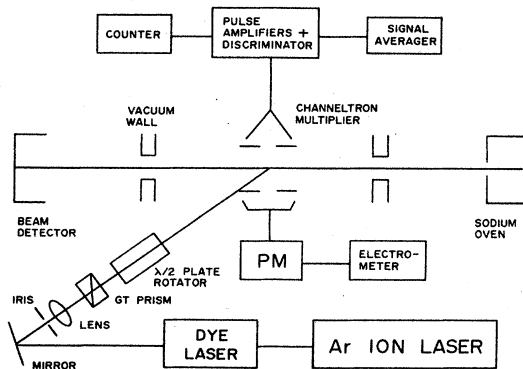 COUNTER
PULSE
AMPLIFIERS +
DISCRIMINATOR
SIGNAL
AVERAGER
VACUUM
WALL
CHANNELTRON
MULTIPLIER
BEAM
DETECTOR
SODIUM
OVEN
λ/2 PLATE
ROTATOR
PM
ELECTRO-
METER
GT PRISM
IRIS
LENS
MIRROR
DYE
LASER
Ar ION LASER